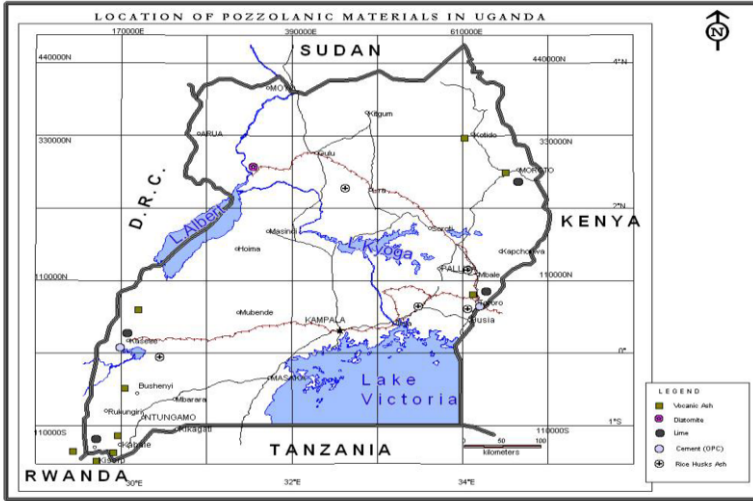 LOCATION OF POZZOLANIC MATERIALS IN UGANDA
170000E 390000E 610000E
SUDAN
440000N 440000N 4°N
MOYO
Kitgum
ARUA
330000N 330000N
Kotido
Gulu
MOROTO
Lira
D.R.C.
2°N
KENYA
L.Albert
Masindi
Soroti
L Kyoga
Hoima
Kapchorwa
PALLISA
Mbale
110000N 110000N
Tororo
Mubende
KAMPALA
Jinja
Busia
Kasese
0°
Bushenyi
MASAKA
Lake
Victoria
Mbarara
Rukungiri
NTUNGAMO
Kikagati
110000S 110000S 1°S
Kabale
Kisoro
TANZANIA
RWANDA
30°E 32°E 34°E
0 50 100
kilometers
N
LEGEND
Vocanic Ash
Diatomite
Lime
Cement (OPC)
Rice Husks Ash